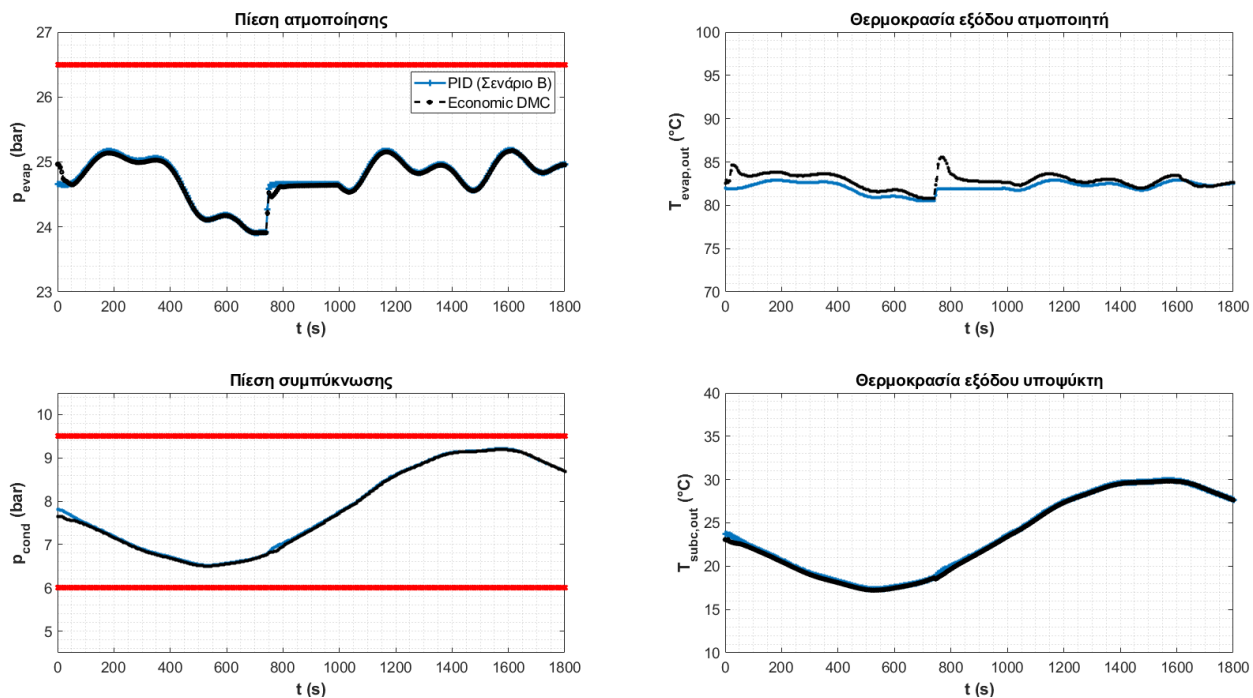 Πίεση ατμοποίησης
27
26
25
24
23
p_evap (bar)
PID (Σενάριο Β)
Economic DMC
0 200 400 600 800 1000 1200 1400 1600 1800
t (s)
Θερμοκρασία εξόδου ατμοποιητή
100
95
90
85
80
75
70
T_evap,out (°C)
0 200 400 600 800 1000 1200 1400 1600 1800
t (s)
Πίεση συμπύκνωσης
10
9
8
7
6
5
p_cond (bar)
0 200 400 600 800 1000 1200 1400 1600 1800
t (s)
Θερμοκρασία εξόδου υποψύκτη
40
35
30
25
20
15
10
T_subc,out (°C)
0 200 400 600 800 1000 1200 1400 1600 1800
t (s)